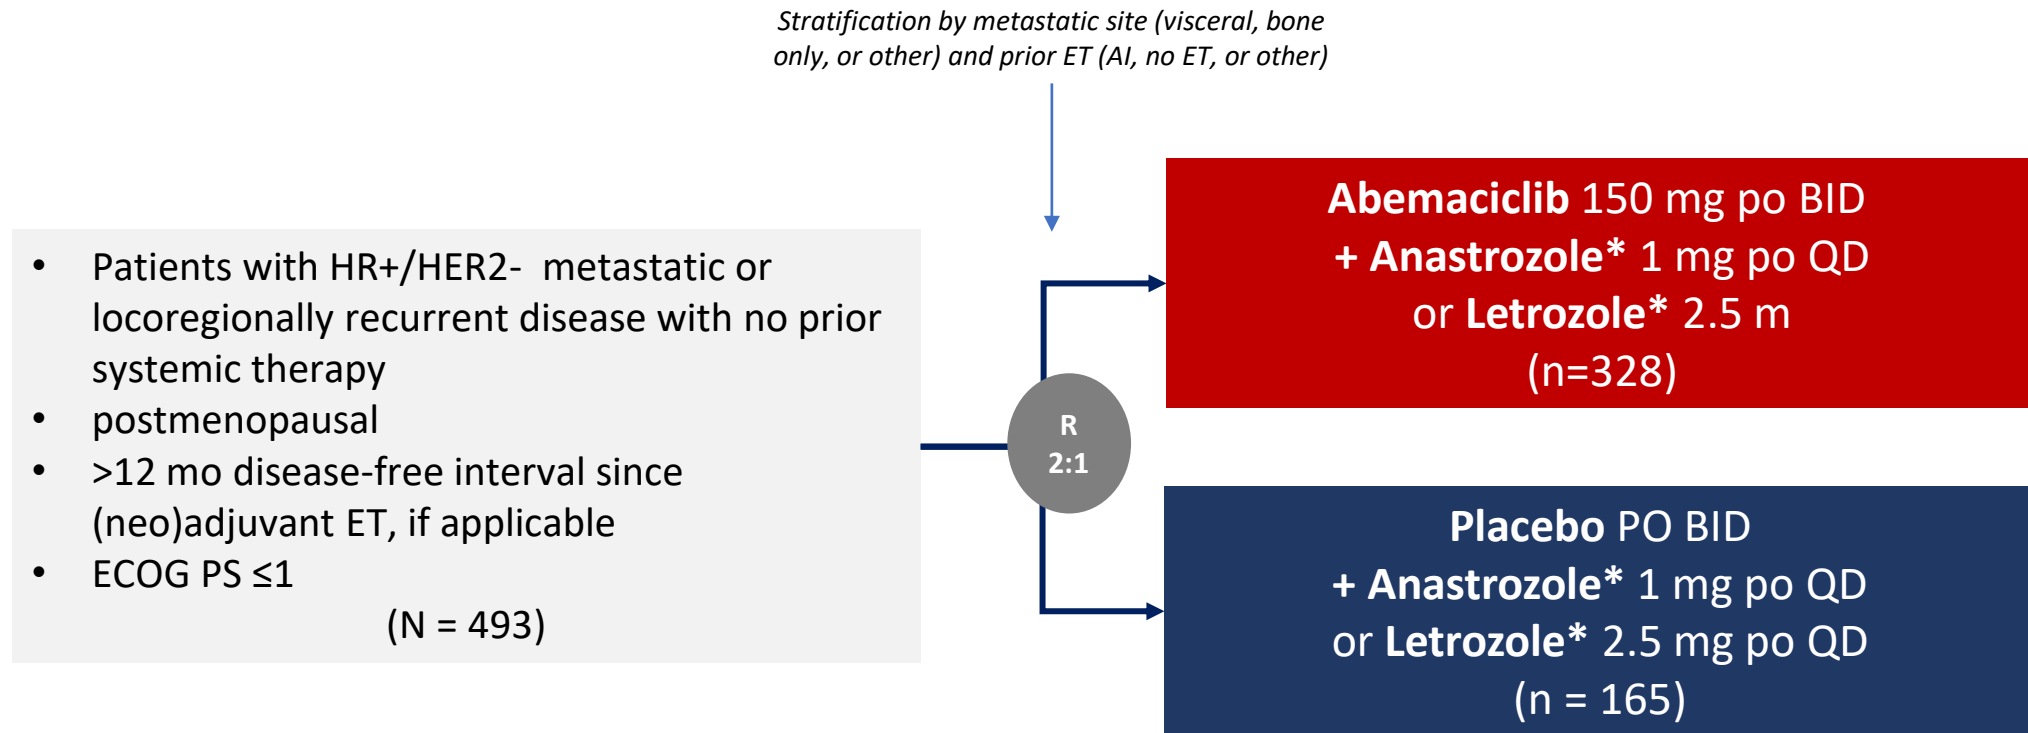 Stratification by metastatic site (visceral, bone
only, or other) and prior ET (AI, no ET, or other)
• Patients with HR+/HER2- metastatic or
locoregionally recurrent disease with no prior
systemic therapy
• postmenopausal
• >12 mo disease-free interval since
(neo)adjuvant ET, if applicable
• ECOG PS ≤1
(N = 493)
R
2:1
Abemaciclib 150 mg po BID
+ Anastrozole* 1 mg po QD
or Letrozole* 2.5 m
(n=328)
Placebo PO BID
+ Anastrozole* 1 mg po QD
or Letrozole* 2.5 mg po QD
(n = 165)